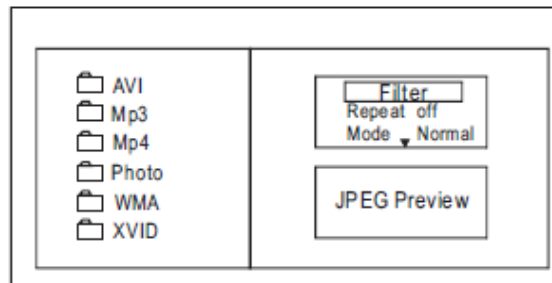 AVI
Mp3
Mp4
Photo
WMA
XVID
Filter
Repeat off
Mode Normal
JPEG Preview